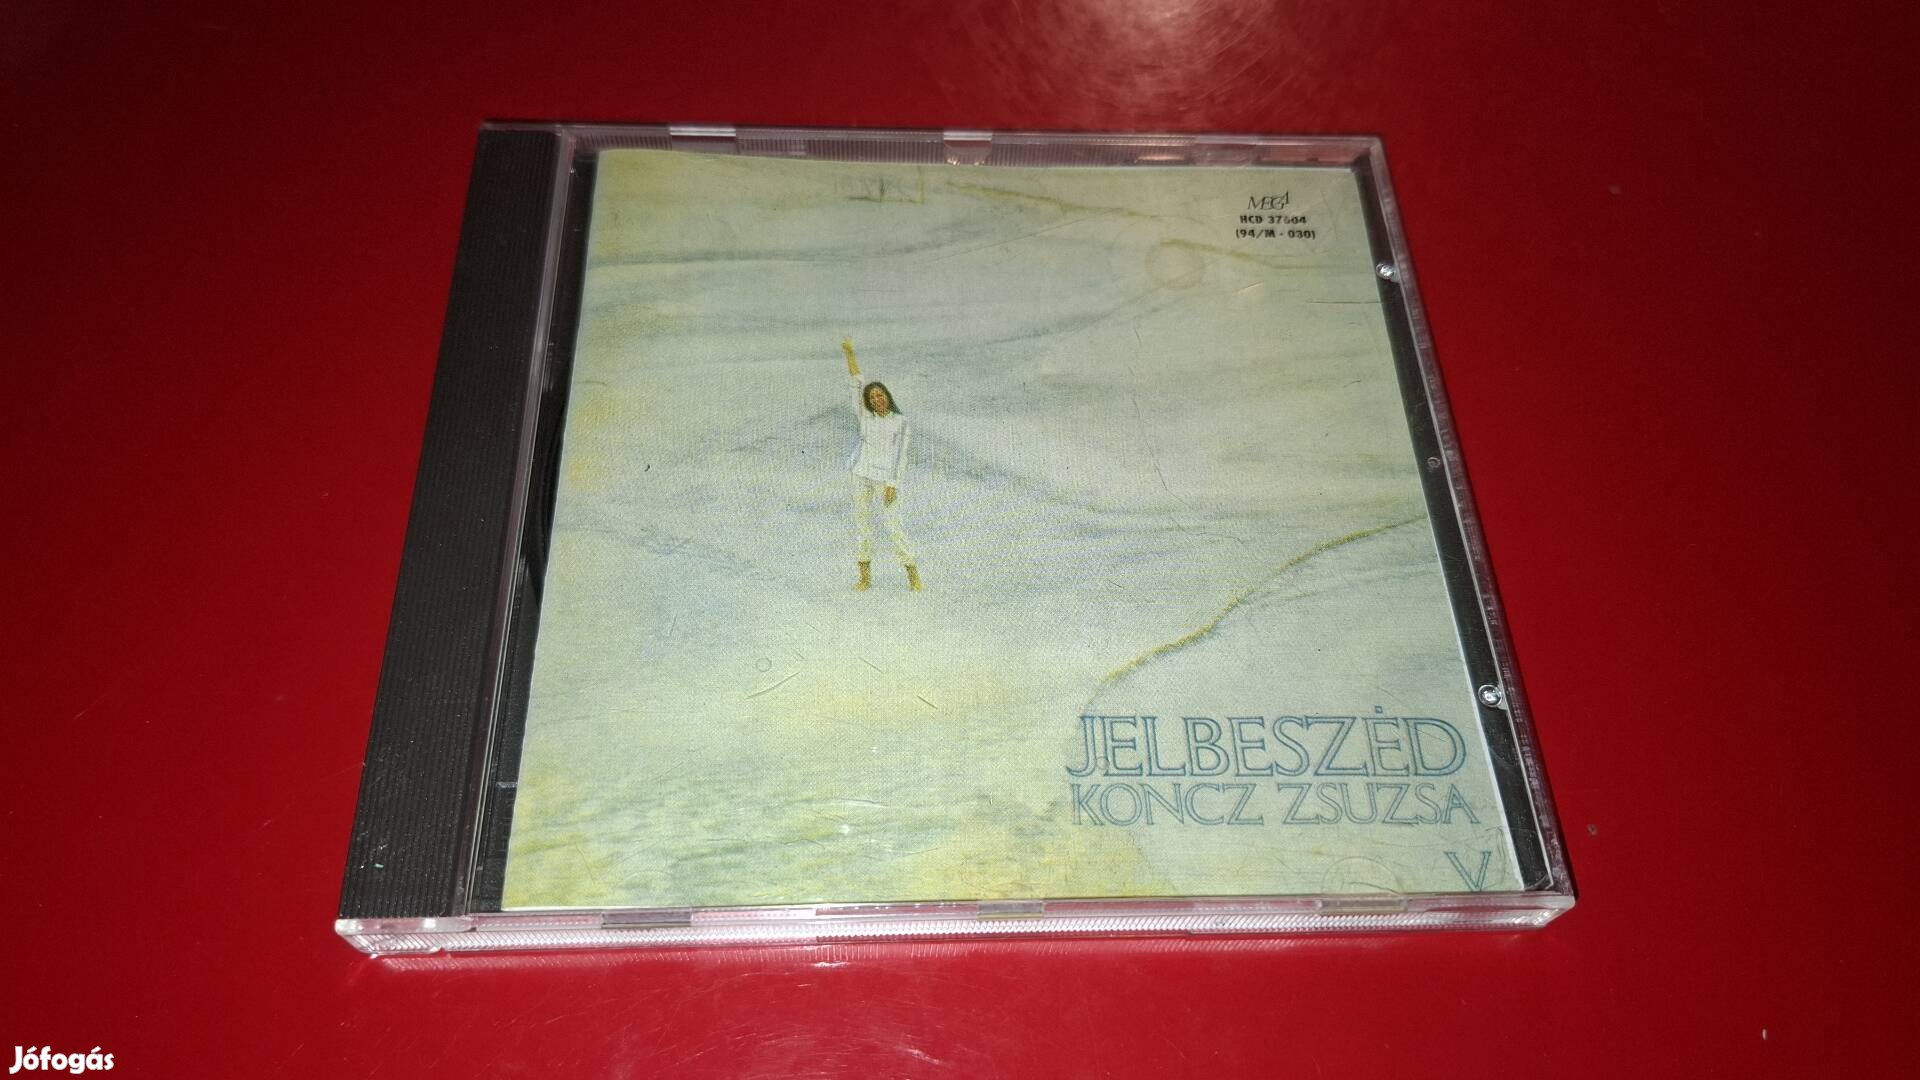 MEGA
HCD 37604
(94/M - 030)
JELBESZÉD
KONCZ ZSUZSA
V
Jófogás